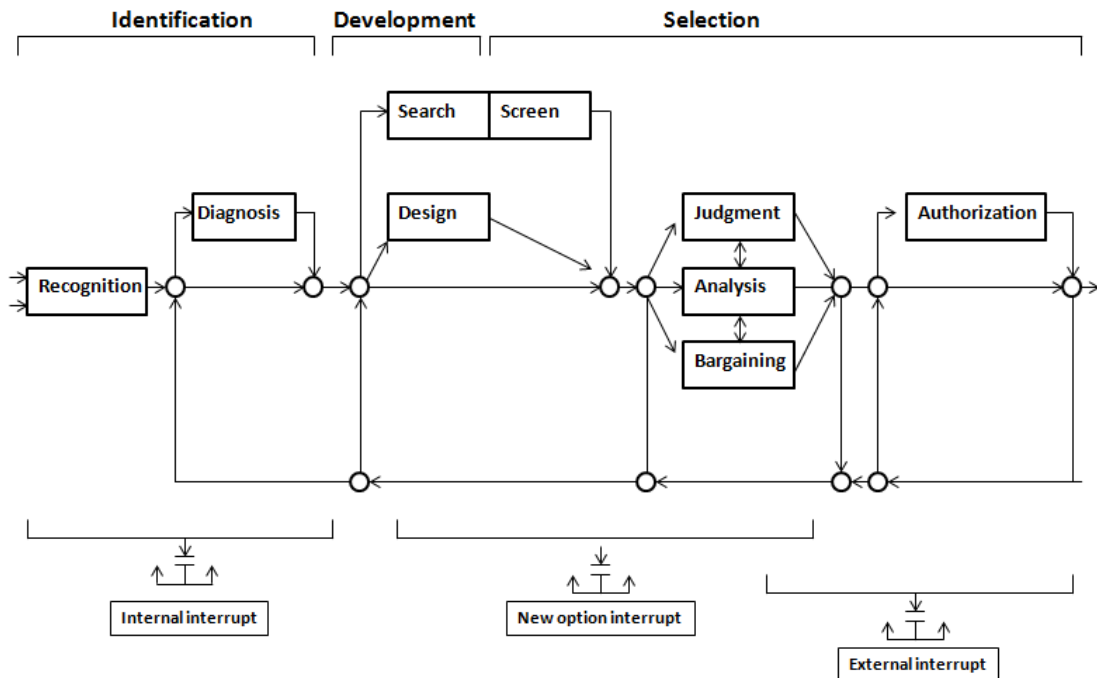 Identification
Development
Selection
Search
Screen
Diagnosis
Design
Judgment
Authorization
Recognition
Analysis
Bargaining
Internal interrupt
New option interrupt
External interrupt